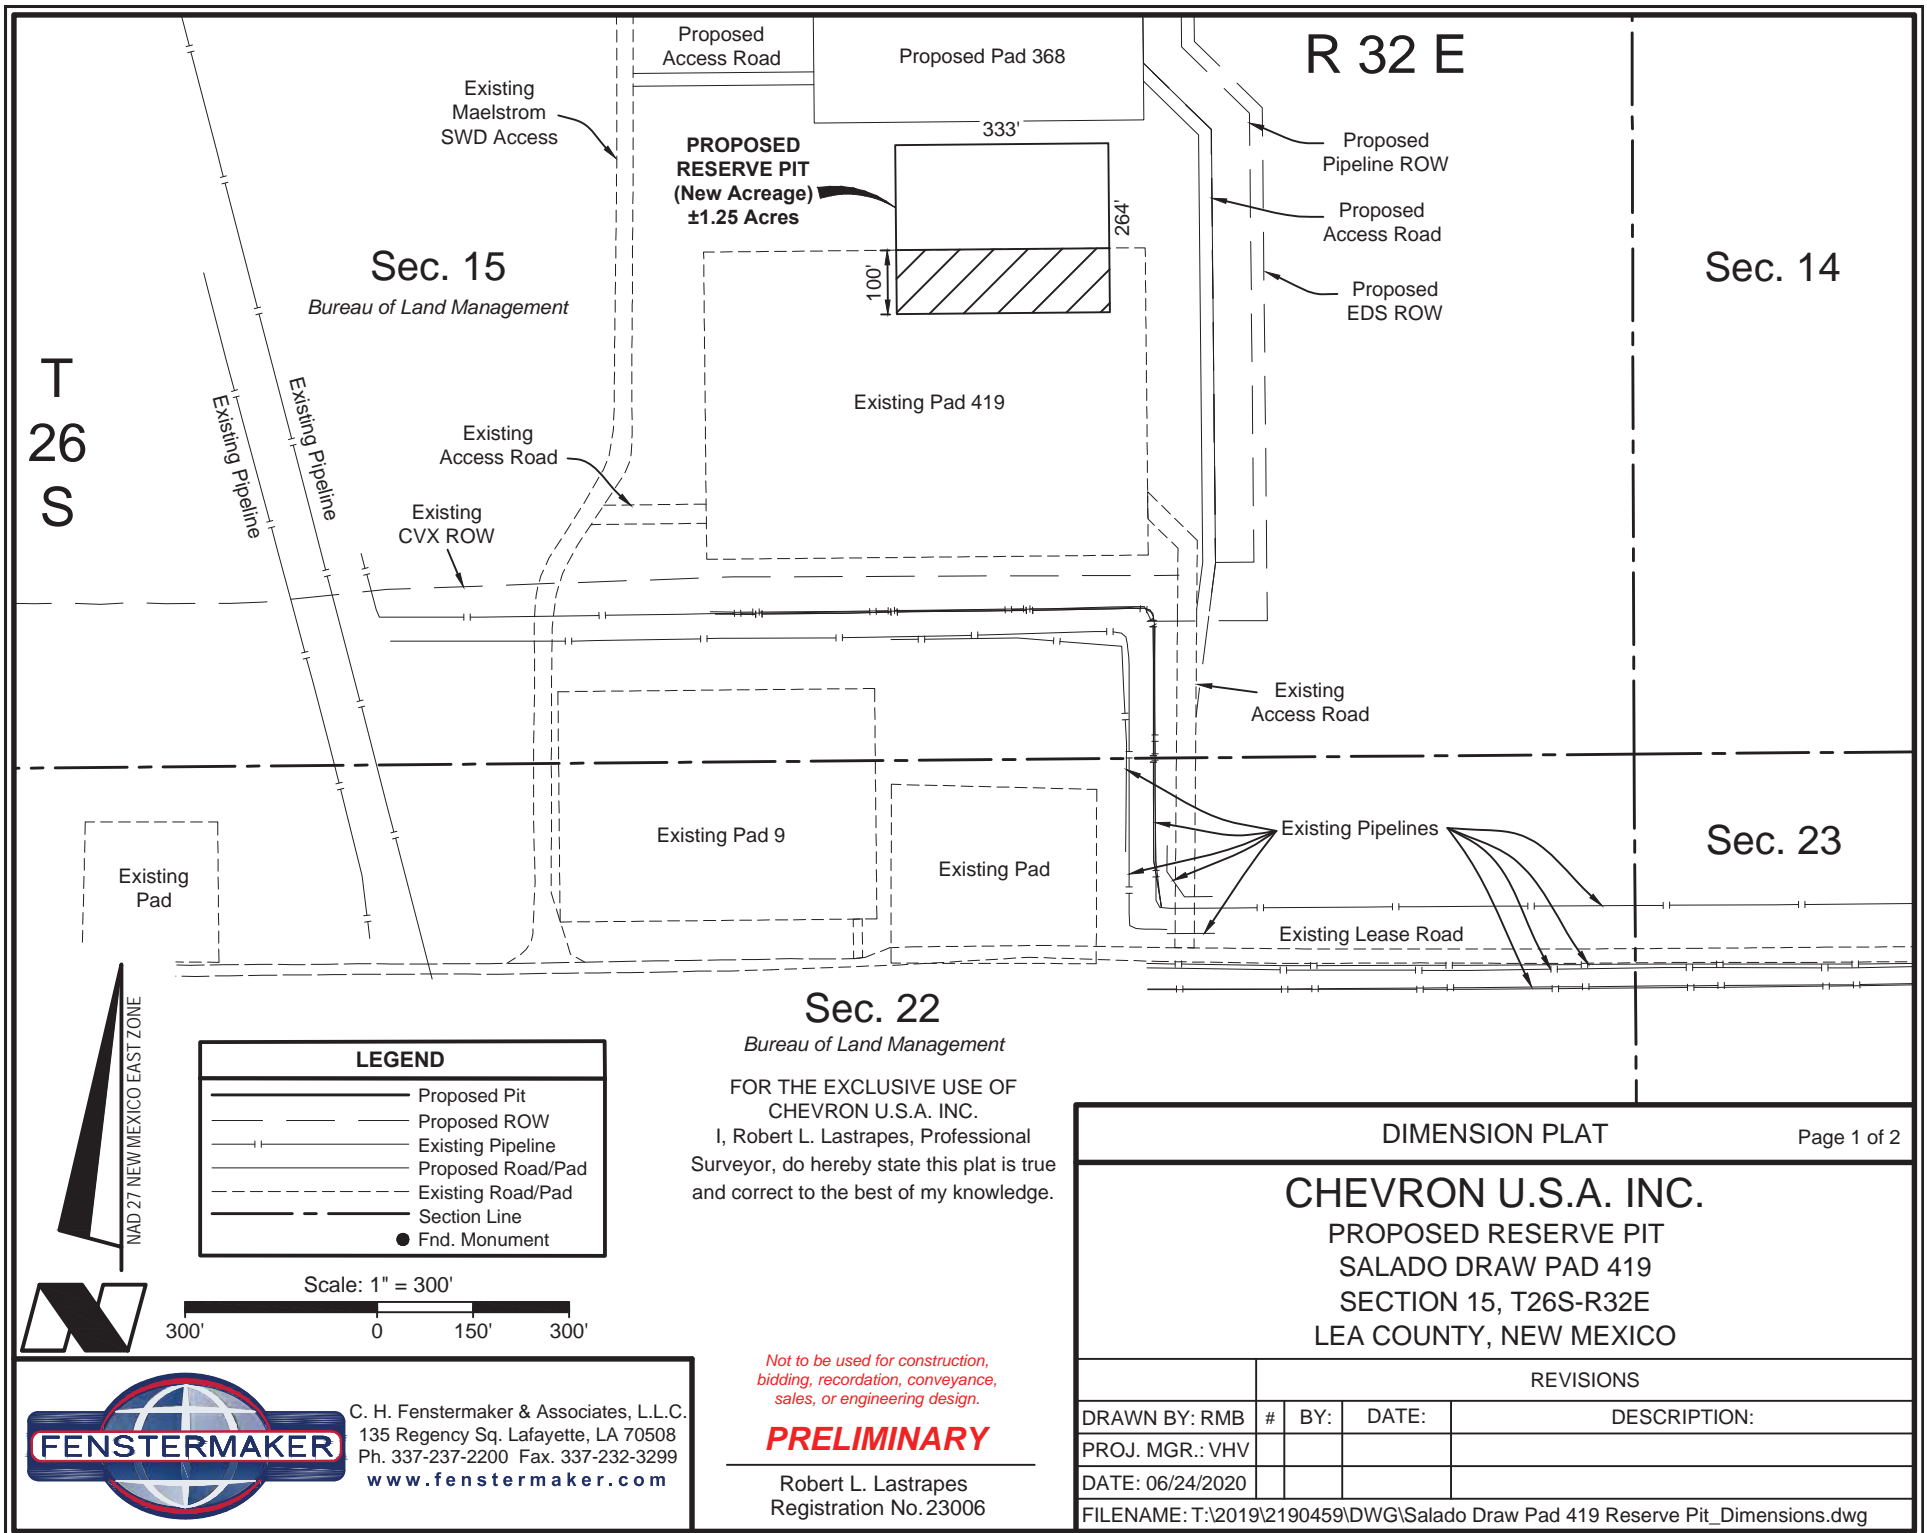 Proposed
Access Road
Proposed Pad 368
R 32 E
Existing
Maelstrom
SWD Access
333'
PROPOSED
RESERVE PIT
(New Acreage)
±1.25 Acres
Proposed
Pipeline ROW
264'
Proposed
Access Road
Sec. 15
Bureau of Land Management
100'
Sec. 14
Proposed
EDS ROW
T
26
S
Existing Pipeline
Existing Pipeline
Existing Pad 419
Existing
Access Road
Existing
CVX ROW
Existing
Access Road
Existing Pad 9
Existing Pipelines
Sec. 23
Existing
Pad
Existing Pad
Existing Lease Road
Sec. 22
Bureau of Land Management
NAD 27 NEW MEXICO EAST ZONE
LEGEND
Proposed Pit
Proposed ROW
Existing Pipeline
Proposed Road/Pad
Existing Road/Pad
Section Line
Fnd. Monument
Scale: 1" = 300'
300' 0 150' 300'
FOR THE EXCLUSIVE USE OF
CHEVRON U.S.A. INC.
I, Robert L. Lastrapes, Professional
Surveyor, do hereby state this plat is true
and correct to the best of my knowledge.
DIMENSION PLAT Page 1 of 2
CHEVRON U.S.A. INC.
PROPOSED RESERVE PIT
SALADO DRAW PAD 419
SECTION 15, T26S-R32E
LEA COUNTY, NEW MEXICO
FENSTERMAKER
C. H. Fenstermaker & Associates, L.L.C.
135 Regency Sq. Lafayette, LA 70508
Ph. 337-237-2200 Fax. 337-232-3299
www.fenstermaker.com
Not to be used for construction,
bidding, recordation, conveyance,
sales, or engineering design.
PRELIMINARY
Robert L. Lastrapes
Registration No. 23006
REVISIONS
DRAWN BY: RMB # BY: DATE: DESCRIPTION:
PROJ. MGR.: VHV
DATE: 06/24/2020
FILENAME: T:\2019\2190459\DWG\Salado Draw Pad 419 Reserve Pit_Dimensions.dwg